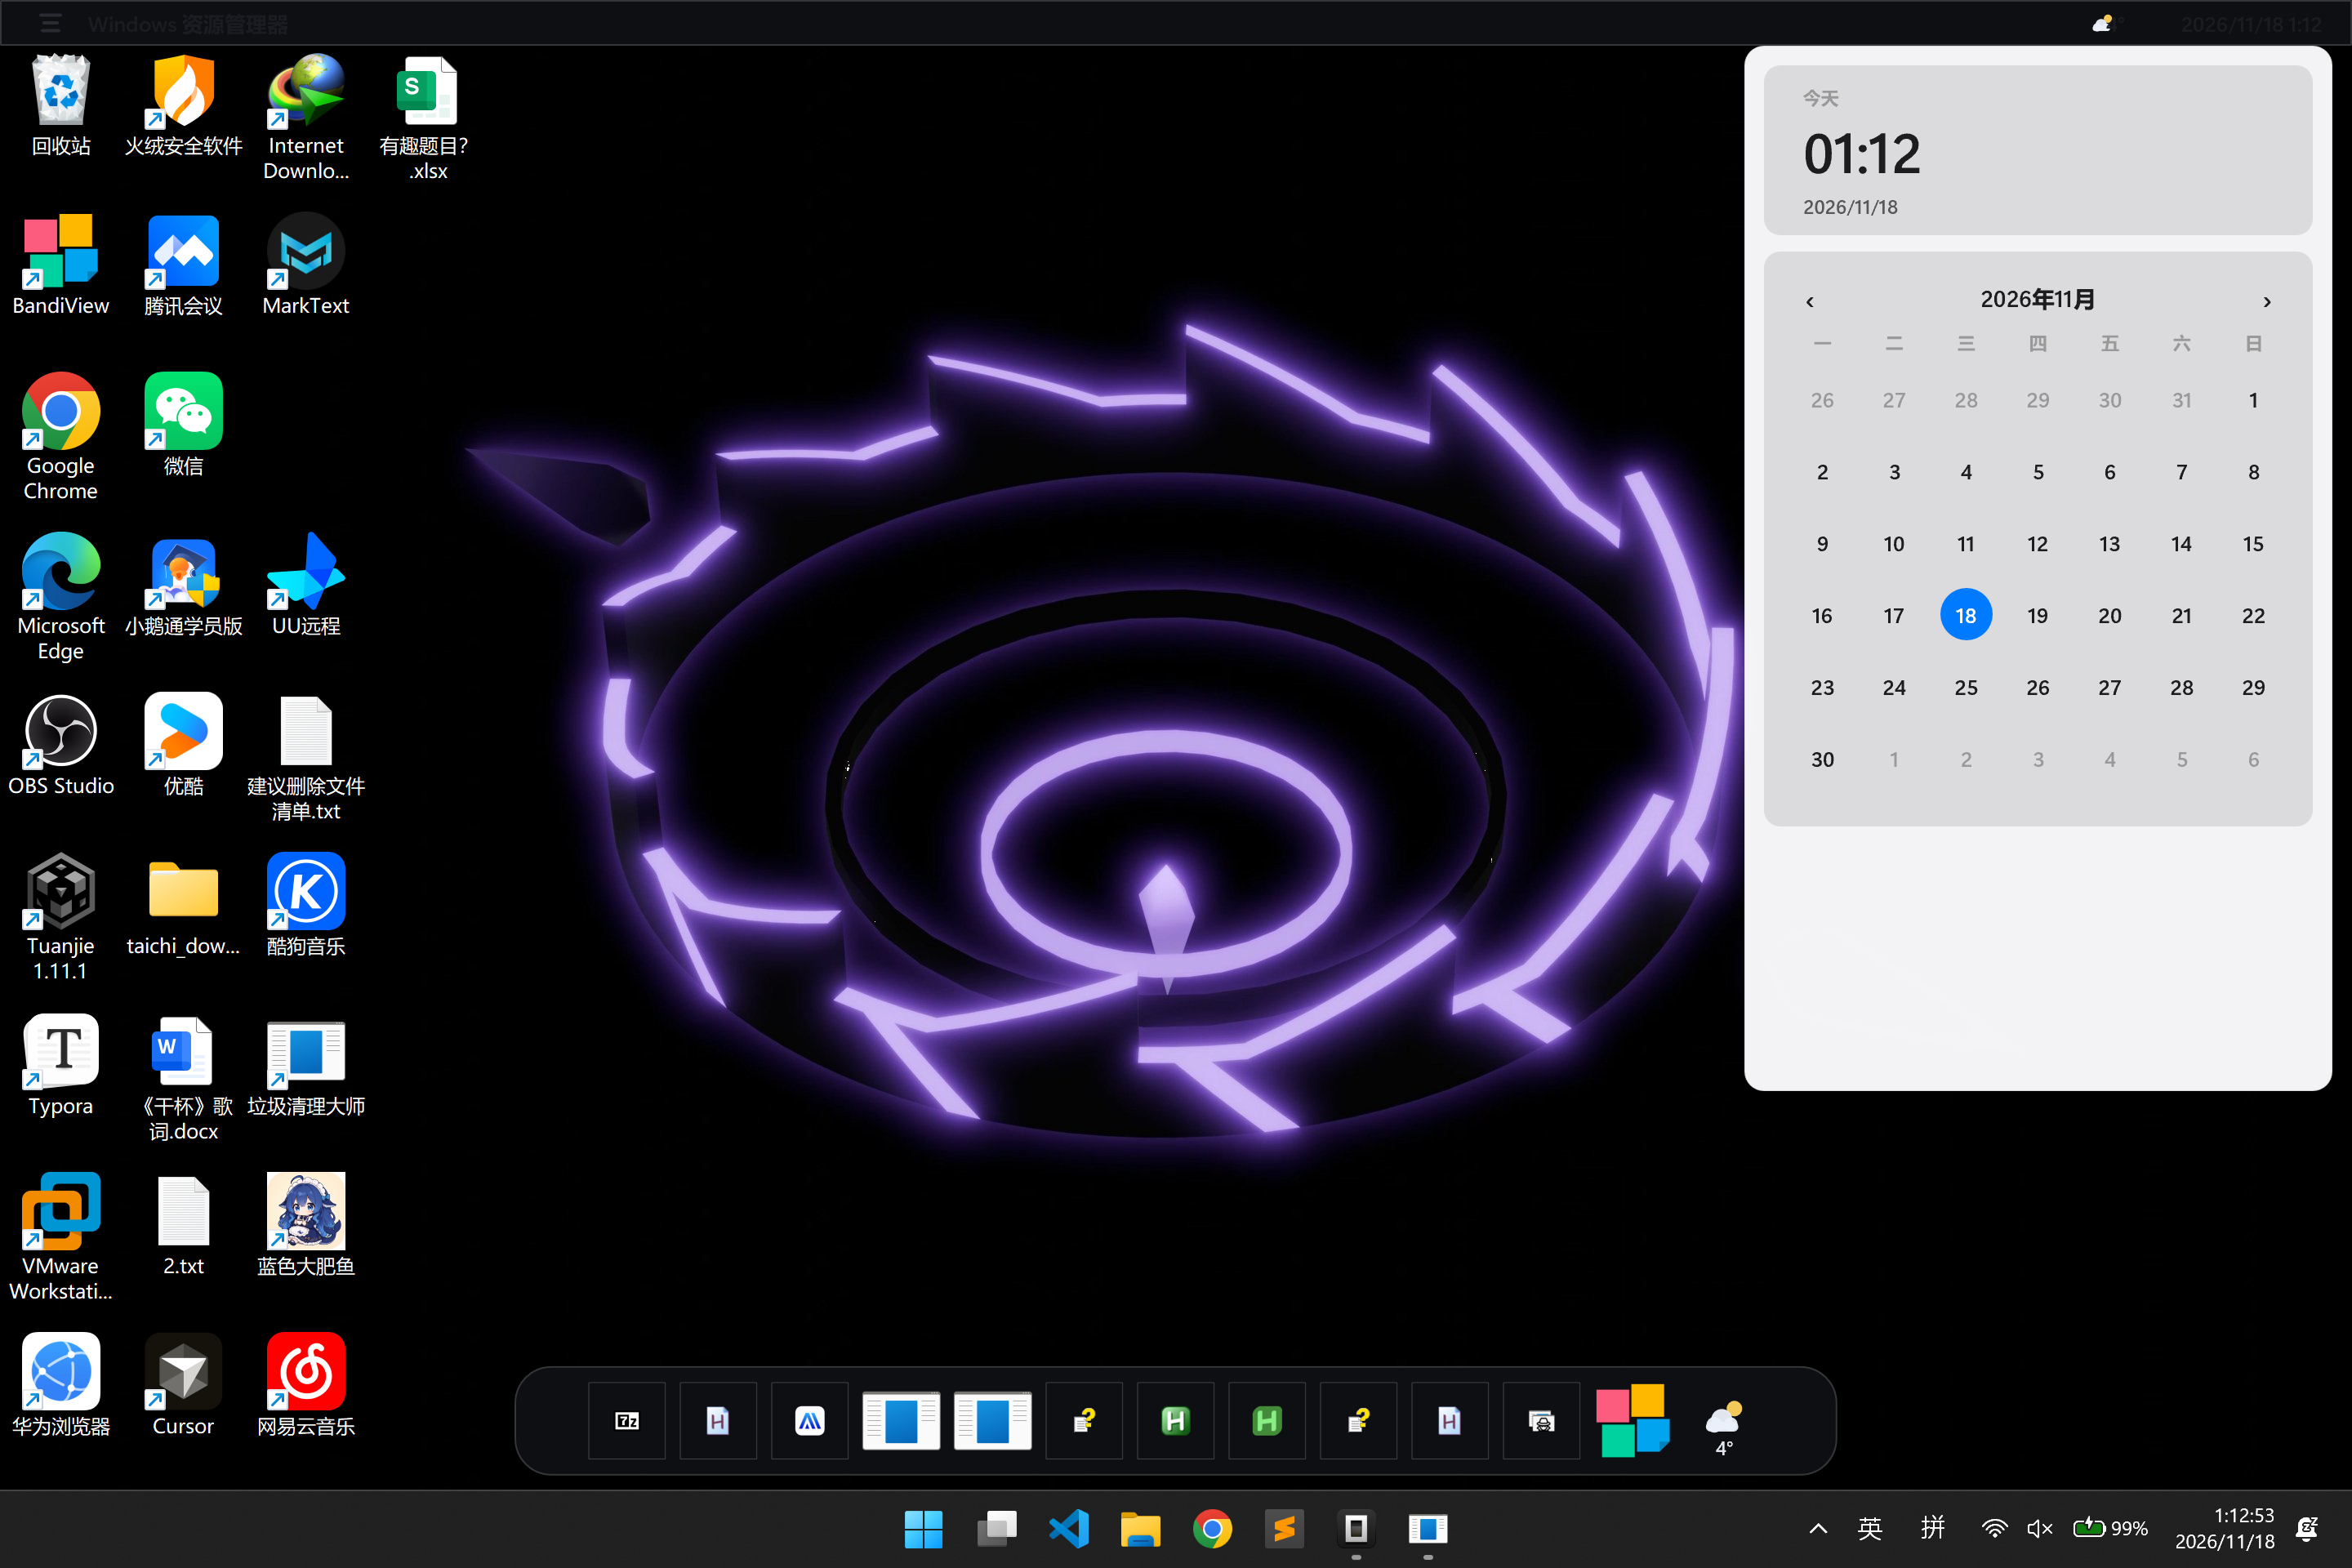 Windows 资源管理器
2026/11/18 1:12
回收站
火绒安全软件
Internet
Downlo...
有趣题目?
.xlsx
BandiView
腾讯会议
MarkText
Google
Chrome
微信
Microsoft
Edge
小鹅通学员版
UU远程
OBS Studio
优酷
建议删除文件
清单.txt
Tuanjie
1.11.1
taichi_dow...
酷狗音乐
Typora
《干杯》歌
词.docx
垃圾清理大师
VMware
Workstati...
2.txt
蓝色大肥鱼
华为浏览器
Cursor
网易云音乐
今天
01:12
2026/11/18
‹ 2026年11月 ›
一 二 三 四 五 六 日
26 27 28 29 30 31 1
2 3 4 5 6 7 8
9 10 11 12 13 14 15
16 17 18 19 20 21 22
23 24 25 26 27 28 29
30 1 2 3 4 5 6
4°
英 拼 99%
1:12:53
2026/11/18